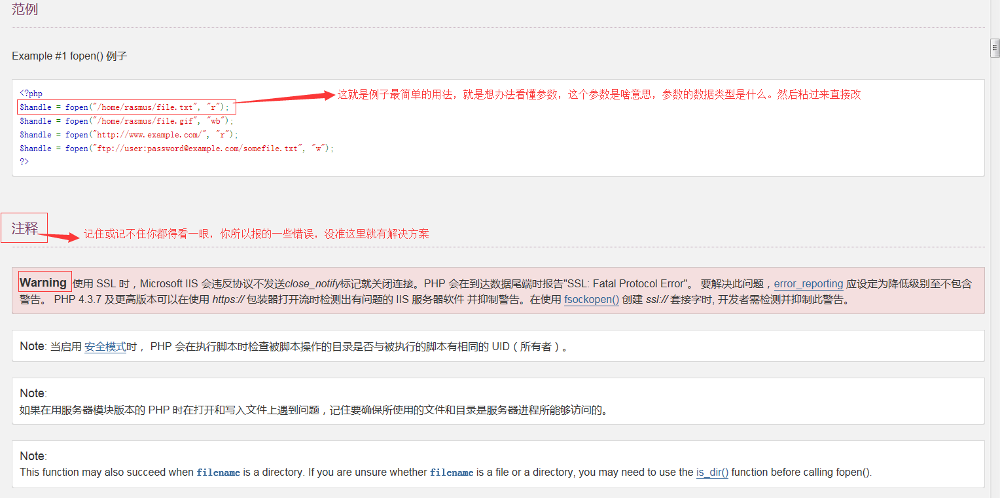 范例
Example #1 fopen() 例子
<?php
$handle = fopen("/home/rasmus/file.txt", "r");
这就是例子最简单的用法，就是想办法看懂参数，这个参数是啥意思，参数的数据类型是什么。然后粘过来直接改
$handle = fopen("/home/rasmus/file.gif", "wb");
$handle = fopen("http://www.example.com/", "r");
$handle = fopen("ftp://user:password@example.com/somefile.txt", "w");
?>
注释
记住或记不住你都得看一眼，你所以报的一些错误，没准这里就有解决方案
Warning 使用 SSL 时，Microsoft IIS 会违反协议不发送close_notify标记就关闭连接。PHP 会在到达数据尾端时报告"SSL: Fatal Protocol Error"。 要解决此问题，error_reporting 应设定为降低级别至不包含
警告。 PHP 4.3.7 及更高版本可以在使用 https:// 包装器打开流时检测出有问题的 IIS 服务器软件 并抑制警告。在使用 fsockopen() 创建 ssl:// 套接字时, 开发者需检测并抑制此警告。
Note: 当启用 安全模式时， PHP 会在执行脚本时检查被脚本操作的目录是否与被执行的脚本有相同的 UID（所有者）。
Note:
如果在用服务器模块版本的 PHP 时在打开和写入文件上遇到问题，记住要确保所使用的文件和目录是服务器进程所能够访问的。
Note:
This function may also succeed when filename is a directory. If you are unsure whether filename is a file or a directory, you may need to use the is_dir() function before calling fopen().